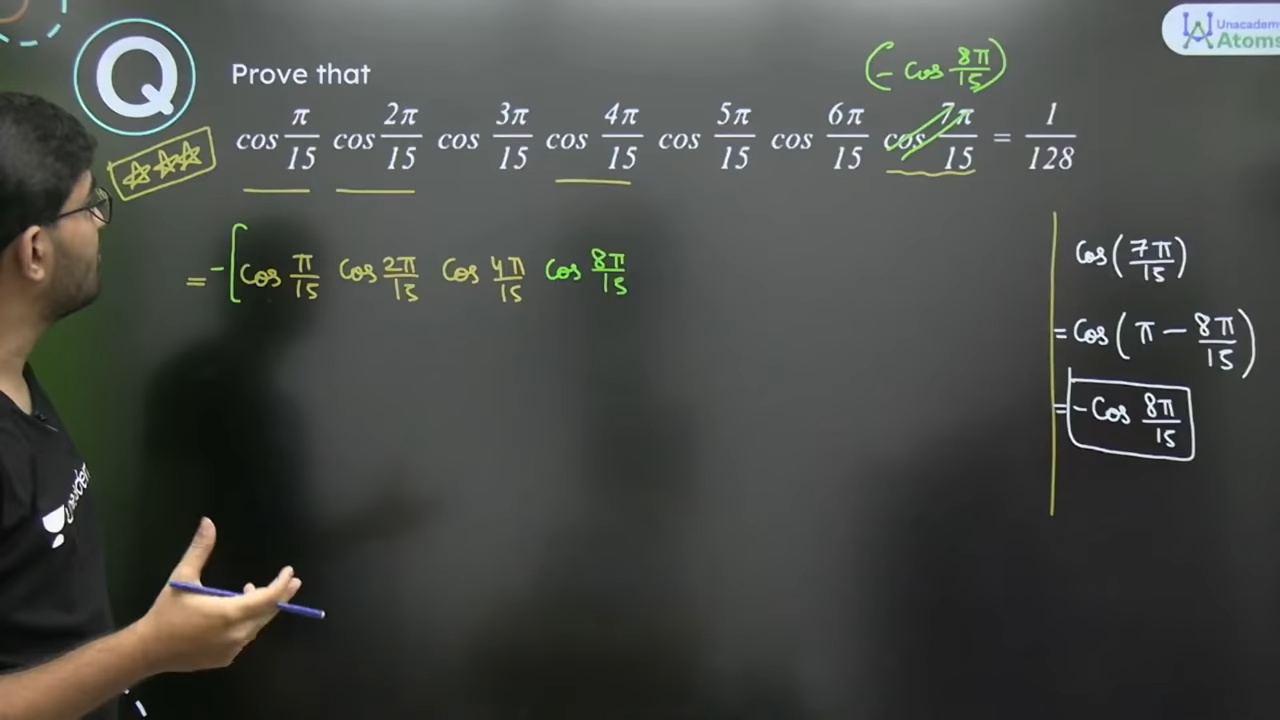 Unacademy
Atoms
Q
Prove that
(- cos 8π/15)
cos π/15 cos 2π/15 cos 3π/15 cos 4π/15 cos 5π/15 cos 6π/15 cos 7π/15 = 1/128
= -[cos π/15 cos 2π/15 cos 4π/15 cos 8π/15
cos(7π/15)
= cos(π - 8π/15)
= -cos 8π/15